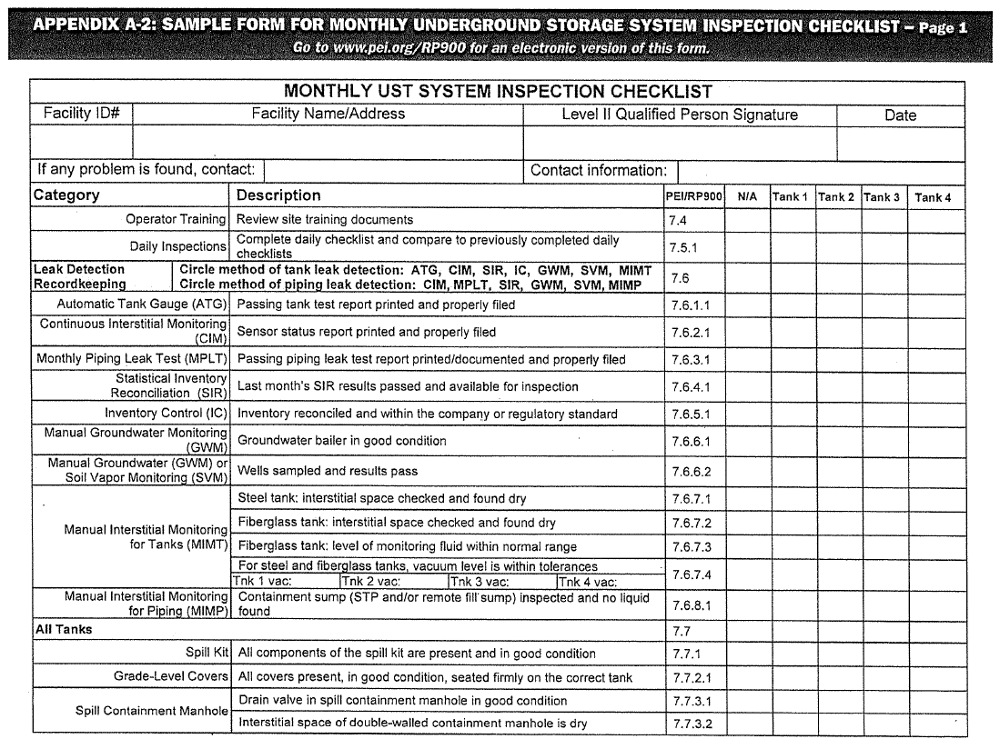 APPENDIX A-2: SAMPLE FORM FOR MONTHLY UNDERGROUND STORAGE SYSTEM INSPECTION CHECKLIST – Page 1
Go to www.pei.org/RP900 for an electronic version of this form.
MONTHLY UST SYSTEM INSPECTION CHECKLIST
Facility ID# Facility Name/Address Level II Qualified Person Signature Date
If any problem is found, contact: Contact information:
Category Description PEI/RP900 N/A Tank 1 Tank 2 Tank 3 Tank 4
Operator Training Review site training documents 7.4
Daily Inspections Complete daily checklist and compare to previously completed daily
checklists 7.5.1
Leak Detection Circle method of tank leak detection: ATG, CIM, SIR, IC, GWM, SVM, MIMT
Recordkeeping Circle method of piping leak detection: CIM, MPLT, SIR, GWM, SVM, MIMP 7.6
Automatic Tank Gauge (ATG) Passing tank test report printed and properly filed 7.6.1.1
Continuous Interstitial Monitoring
(CIM) Sensor status report printed and properly filed 7.6.2.1
Monthly Piping Leak Test (MPLT) Passing piping leak test report printed/documented and properly filed 7.6.3.1
Statistical Inventory
Reconciliation (SIR) Last month's SIR results passed and available for inspection 7.6.4.1
Inventory Control (IC) Inventory reconciled and within the company or regulatory standard 7.6.5.1
Manual Groundwater Monitoring
(GWM) Groundwater bailer in good condition 7.6.6.1
Manual Groundwater (GWM) or
Soil Vapor Monitoring (SVM) Wells sampled and results pass 7.6.6.2
Manual Interstitial Monitoring
for Tanks (MIMT)
Steel tank: interstitial space checked and found dry 7.6.7.1
Fiberglass tank: interstitial space checked and found dry 7.6.7.2
Fiberglass tank: level of monitoring fluid within normal range 7.6.7.3
For steel and fiberglass tanks, vacuum level is within tolerances
Tnk 1 vac: Tnk 2 vac: Tnk 3 vac: Tnk 4 vac: 7.6.7.4
Manual Interstitial Monitoring
for Piping (MIMP) Containment sump (STP and/or remote fill sump) inspected and no liquid
found 7.6.8.1
All Tanks 7.7
Spill Kit All components of the spill kit are present and in good condition 7.7.1
Grade-Level Covers All covers present, in good condition, seated firmly on the correct tank 7.7.2.1
Spill Containment Manhole
Drain valve in spill containment manhole in good condition 7.7.3.1
Interstitial space of double-walled containment manhole is dry 7.7.3.2